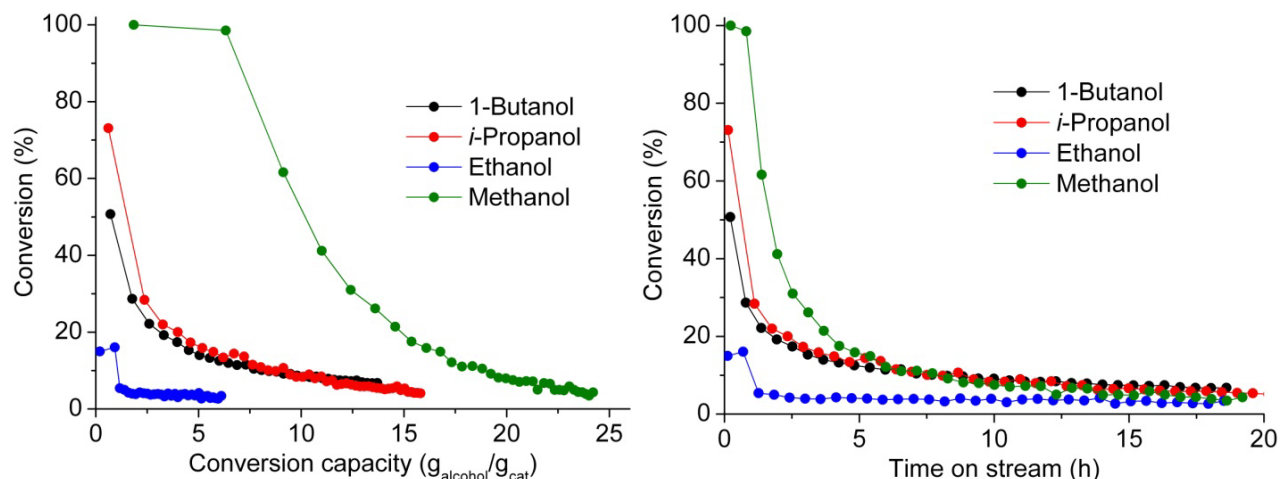 100
80
60
40
20
0
Conversion (%)
1-Butanol
i-Propanol
Ethanol
Methanol
0 5 10 15 20 25
Conversion capacity (g_alcohol/g_cat)
100
80
60
40
20
0
Conversion (%)
1-Butanol
i-Propanol
Ethanol
Methanol
0 5 10 15 20
Time on stream (h)